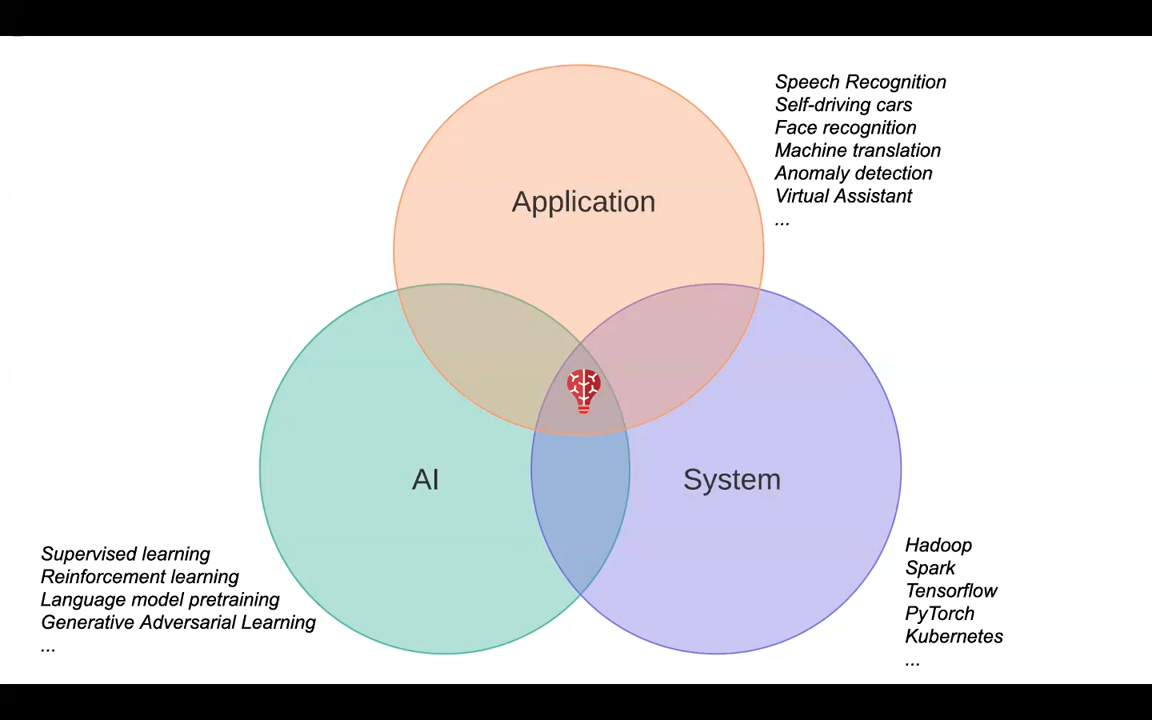 Speech Recognition
Self-driving cars
Face recognition
Machine translation
Anomaly detection
Virtual Assistant
...
Application
AI
System
Supervised learning
Reinforcement learning
Language model pretraining
Generative Adversarial Learning
...
Hadoop
Spark
Tensorflow
PyTorch
Kubernetes
...